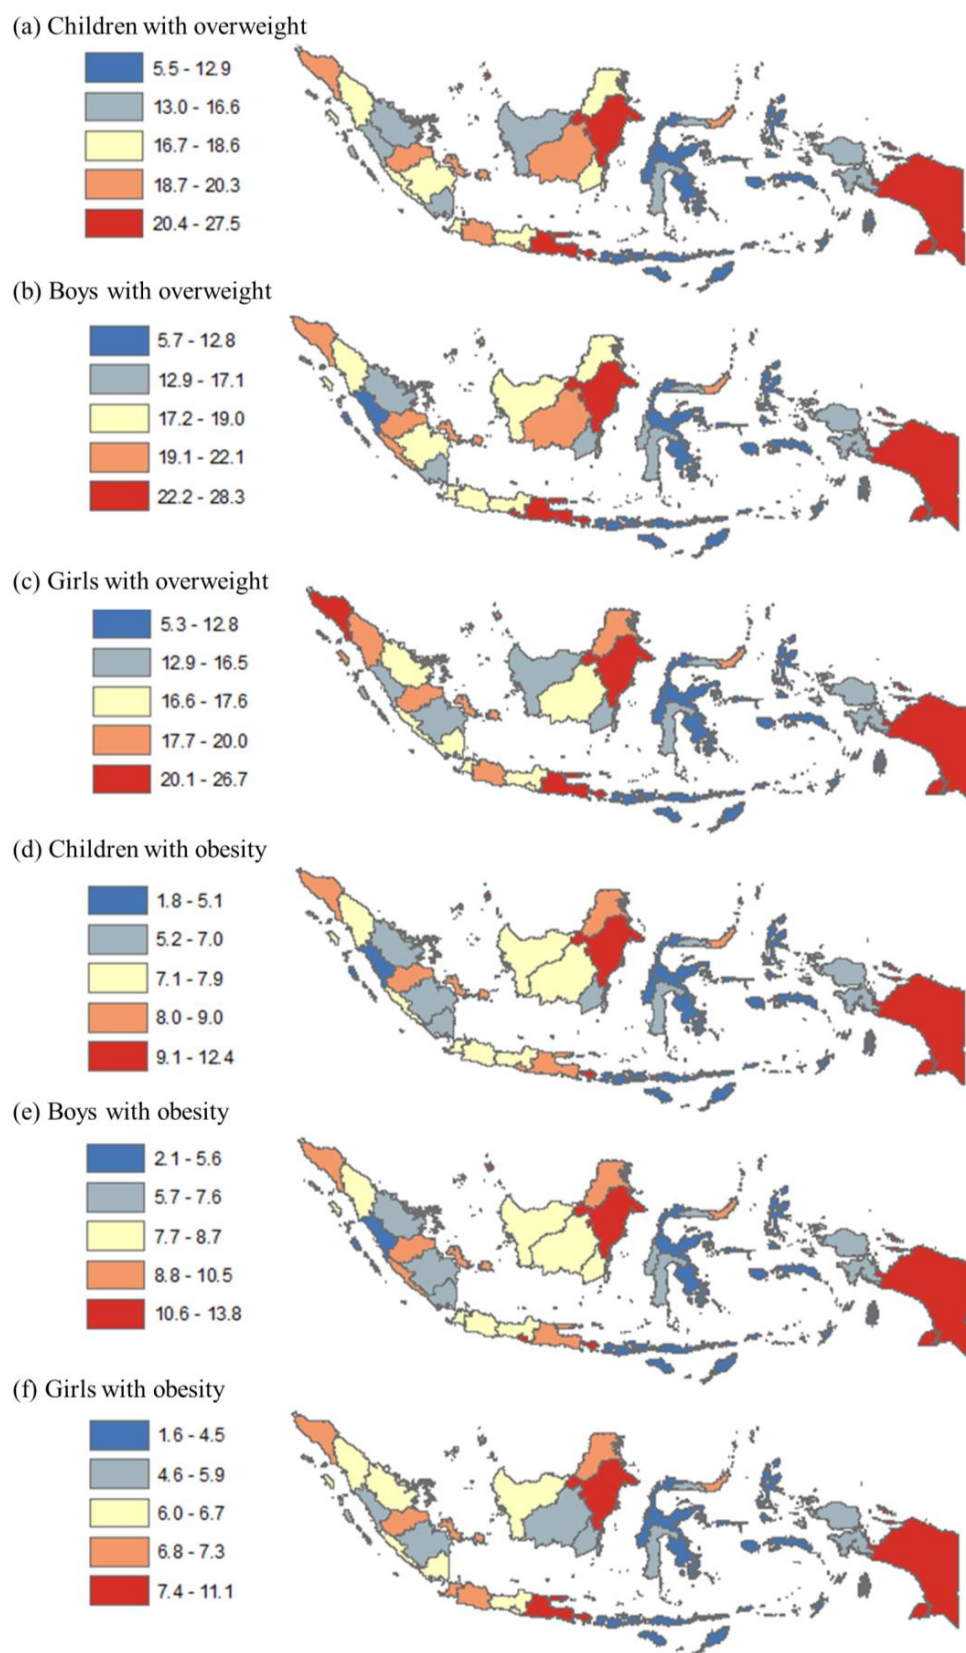 (a) Children with overweight
5.5 - 12.9
13.0 - 16.6
16.7 - 18.6
18.7 - 20.3
20.4 - 27.5
(b) Boys with overweight
5.7 - 12.8
12.9 - 17.1
17.2 - 19.0
19.1 - 22.1
22.2 - 28.3
(c) Girls with overweight
5.3 - 12.8
12.9 - 16.5
16.6 - 17.6
17.7 - 20.0
20.1 - 26.7
(d) Children with obesity
1.8 - 5.1
5.2 - 7.0
7.1 - 7.9
8.0 - 9.0
9.1 - 12.4
(e) Boys with obesity
2.1 - 5.6
5.7 - 7.6
7.7 - 8.7
8.8 - 10.5
10.6 - 13.8
(f) Girls with obesity
1.6 - 4.5
4.6 - 5.9
6.0 - 6.7
6.8 - 7.3
7.4 - 11.1